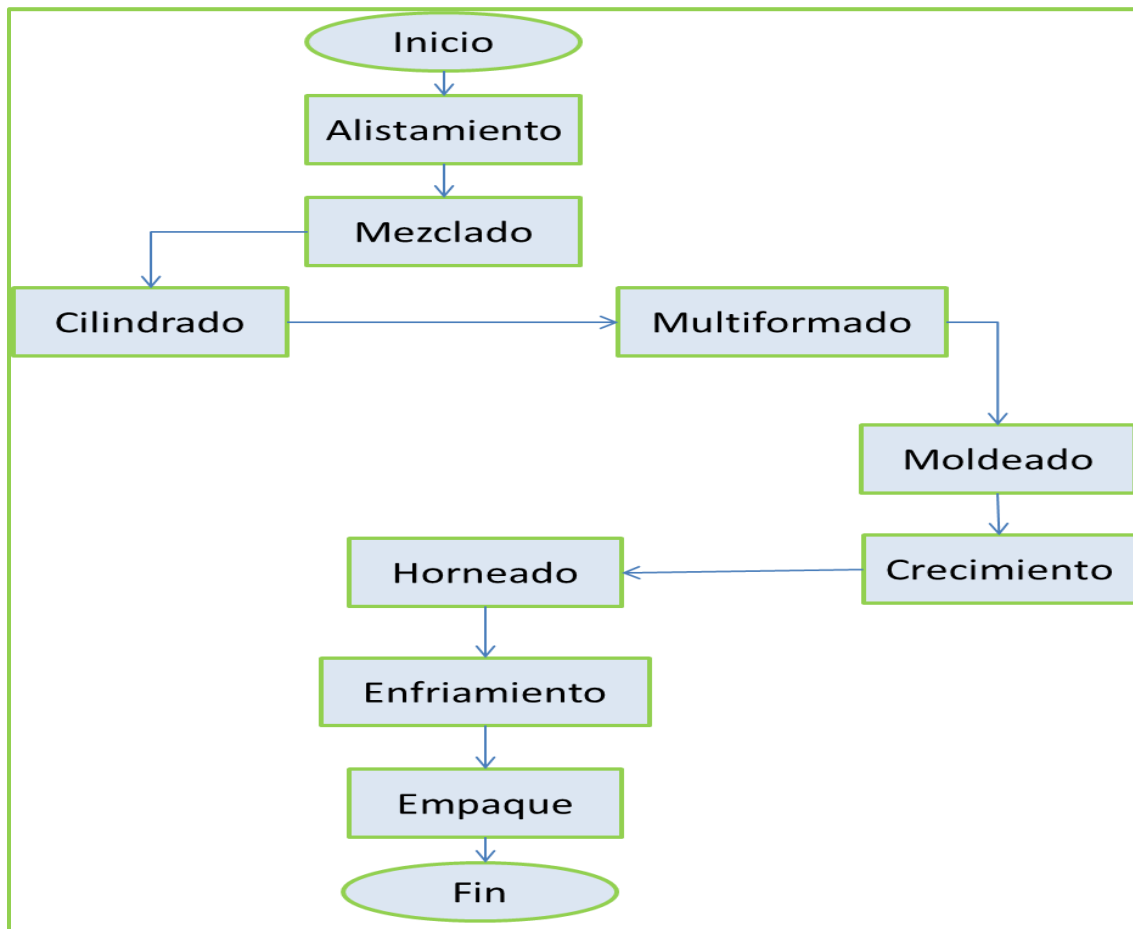 Inicio
Alistamiento
Mezclado
Cilindrado
Multiformado
Moldeado
Crecimiento
Horneado
Enfriamiento
Empaque
Fin